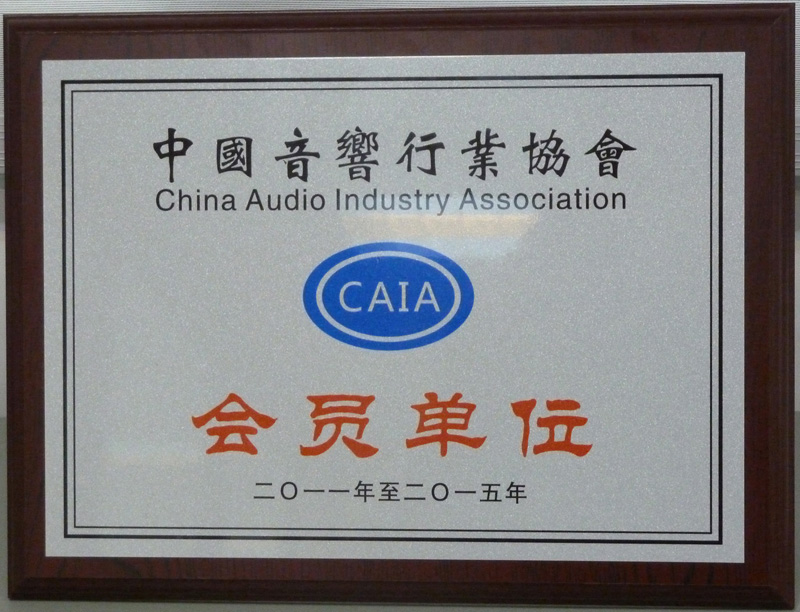 中國音響行業協會
China Audio Industry Association
CAIA
会员单位
二〇一一年至二〇一五年